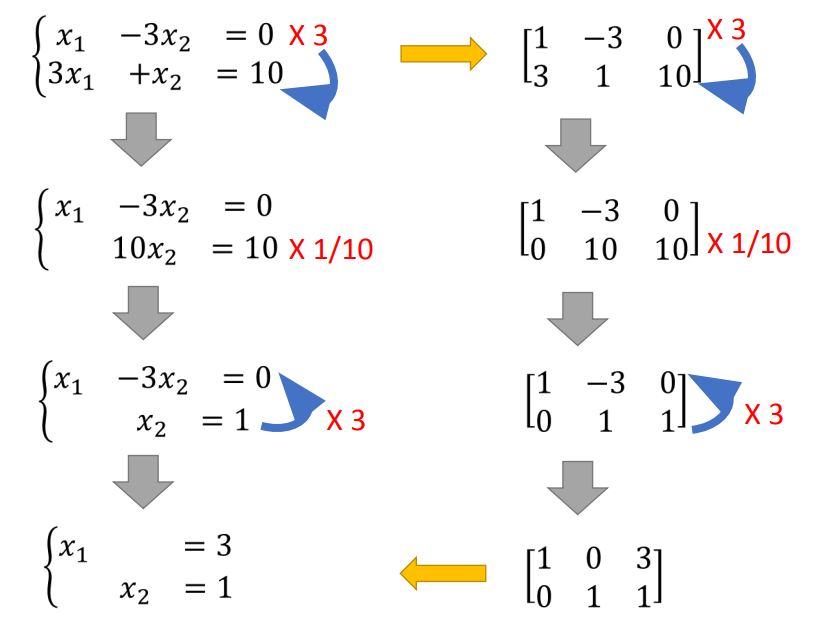 x₁ −3x₂ = 0 X 3
3x₁ +x₂ = 10
[1 −3 0] X 3
[3 1 10]
x₁ −3x₂ = 0
10x₂ = 10 X 1/10
[1 −3 0]
[0 10 10] X 1/10
x₁ −3x₂ = 0
x₂ = 1 X 3
[1 −3 0]
[0 1 1] X 3
x₁ = 3
x₂ = 1
[1 0 3]
[0 1 1]